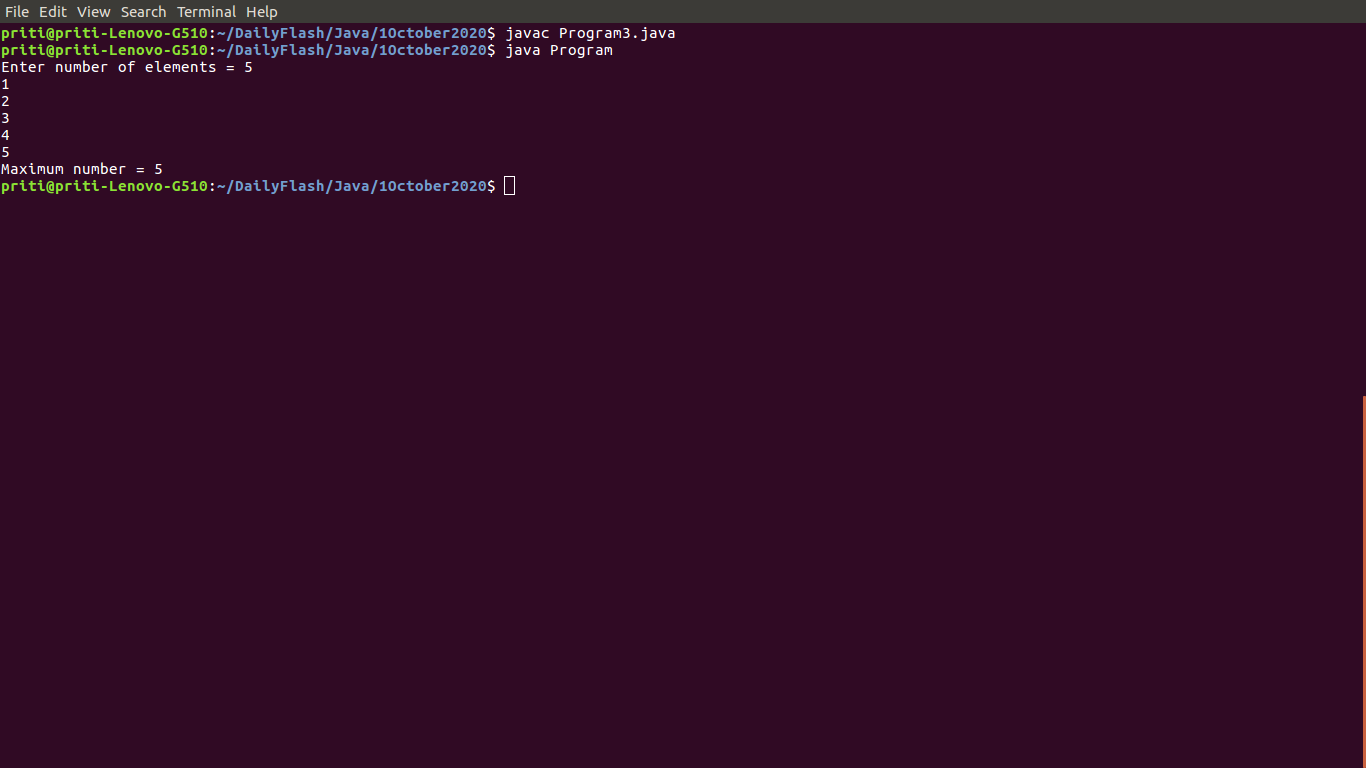 File Edit View Search Terminal Help
priti@priti-Lenovo-G510:~/DailyFlash/Java/1October2020$ javac Program3.java
priti@priti-Lenovo-G510:~/DailyFlash/Java/1October2020$ java Program
Enter number of elements = 5
1
2
3
4
5
Maximum number = 5
priti@priti-Lenovo-G510:~/DailyFlash/Java/1October2020$